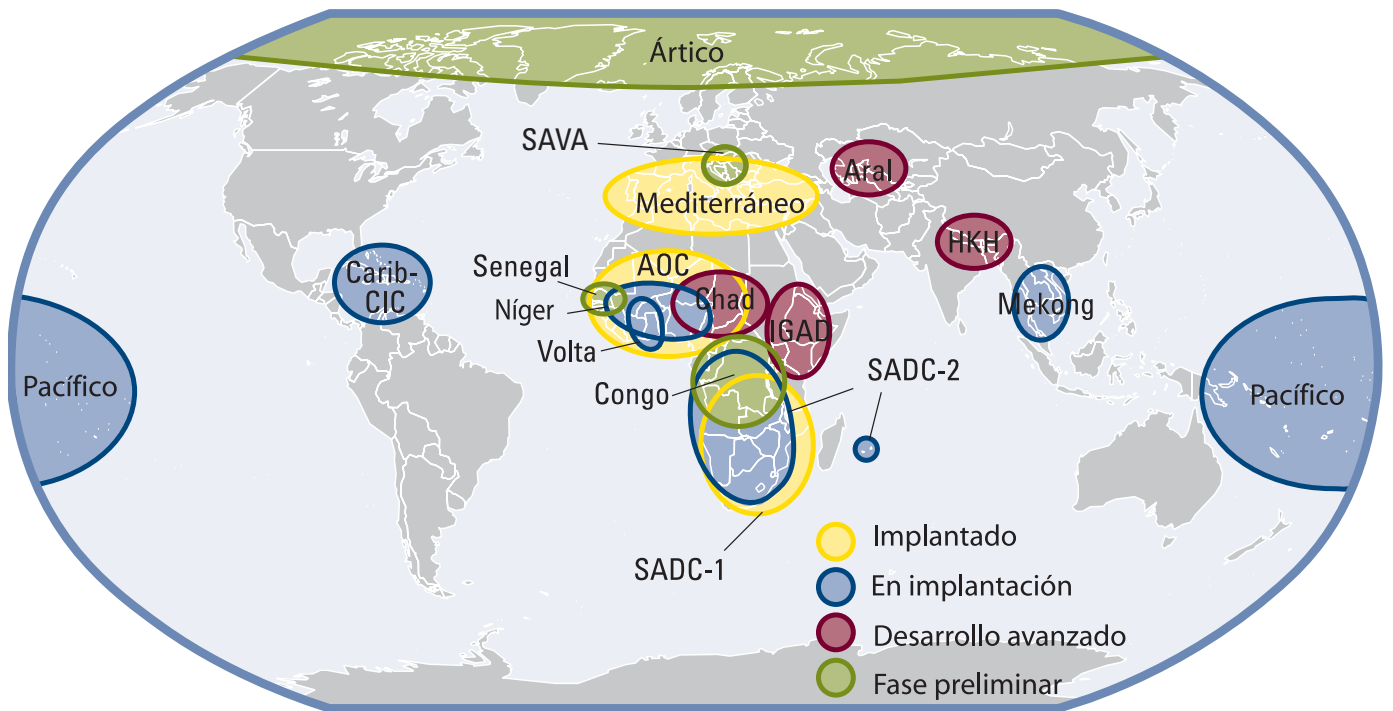 Ártico
SAVA
Aral
Mediterráneo
HKH
Senegal
AOC
Carib-
CIC
Chad
Níger
Mekong
IGAD
Volta
SADC-2
Congo
Pacífico
Pacífico
SADC-1
Implantado
En implantación
Desarrollo avanzado
Fase preliminar